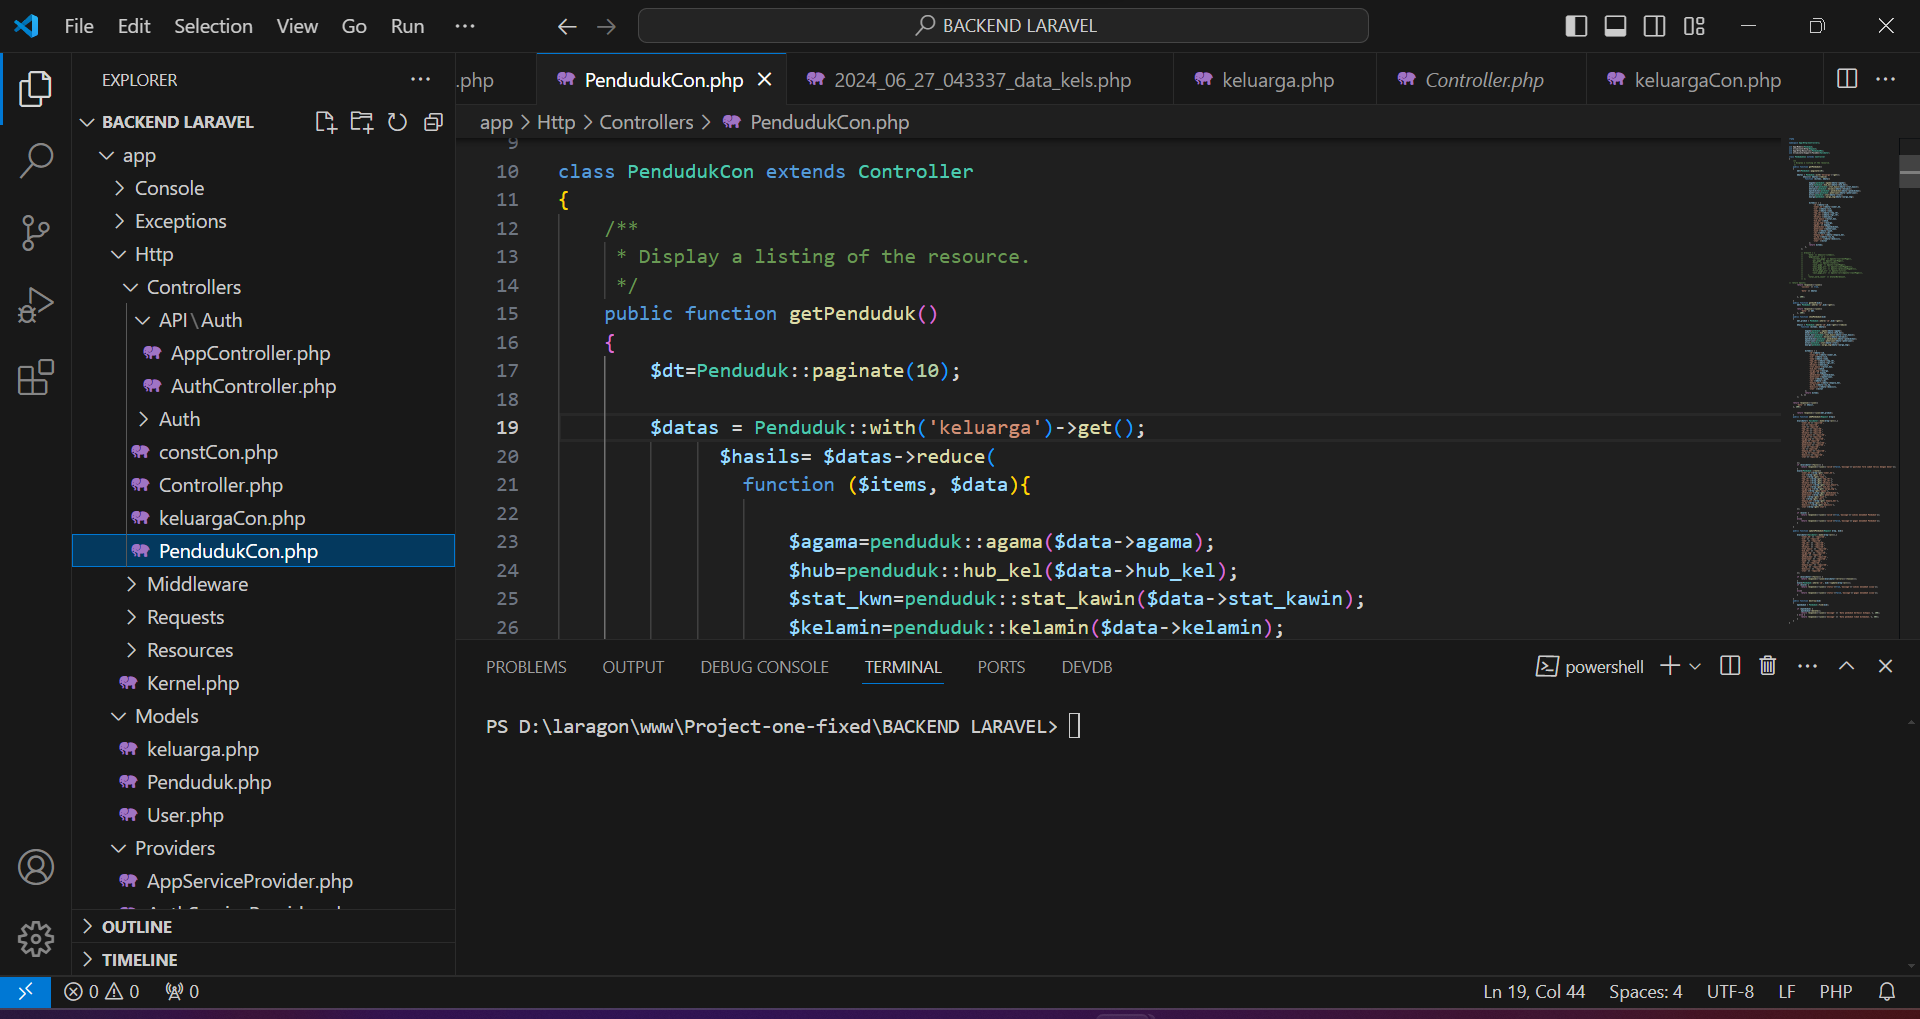 File Edit Selection View Go Run ···
BACKEND LARAVEL
EXPLORER
BACKEND LARAVEL
app
Console
Exceptions
Http
Controllers
API\Auth
AppController.php
AuthController.php
Auth
constCon.php
Controller.php
keluargaCon.php
PendudukCon.php
Middleware
Requests
Resources
Kernel.php
Models
keluarga.php
Penduduk.php
User.php
Providers
AppServiceProvider.php
OUTLINE
TIMELINE
.php PendudukCon.php 2024_06_27_043337_data_kels.php keluarga.php Controller.php keluargaCon.php
app > Http > Controllers > PendudukCon.php
9
10 class PendudukCon extends Controller
11 {
12 /**
13 * Display a listing of the resource.
14 */
15 public function getPenduduk()
16 {
17 $dt=Penduduk::paginate(10);
18
19 $datas = Penduduk::with('keluarga')->get();
20 $hasils= $datas->reduce(
21 function ($items, $data){
22
23 $agama=penduduk::agama($data->agama);
24 $hub=penduduk::hub_kel($data->hub_kel);
25 $stat_kwn=penduduk::stat_kawin($data->stat_kawin);
26 $kelamin=penduduk::kelamin($data->kelamin);
PROBLEMS OUTPUT DEBUG CONSOLE TERMINAL PORTS DEVDB powershell
PS D:\laragon\www\Project-one-fixed\BACKEND LARAVEL>
0 0 0 Ln 19, Col 44 Spaces: 4 UTF-8 LF PHP